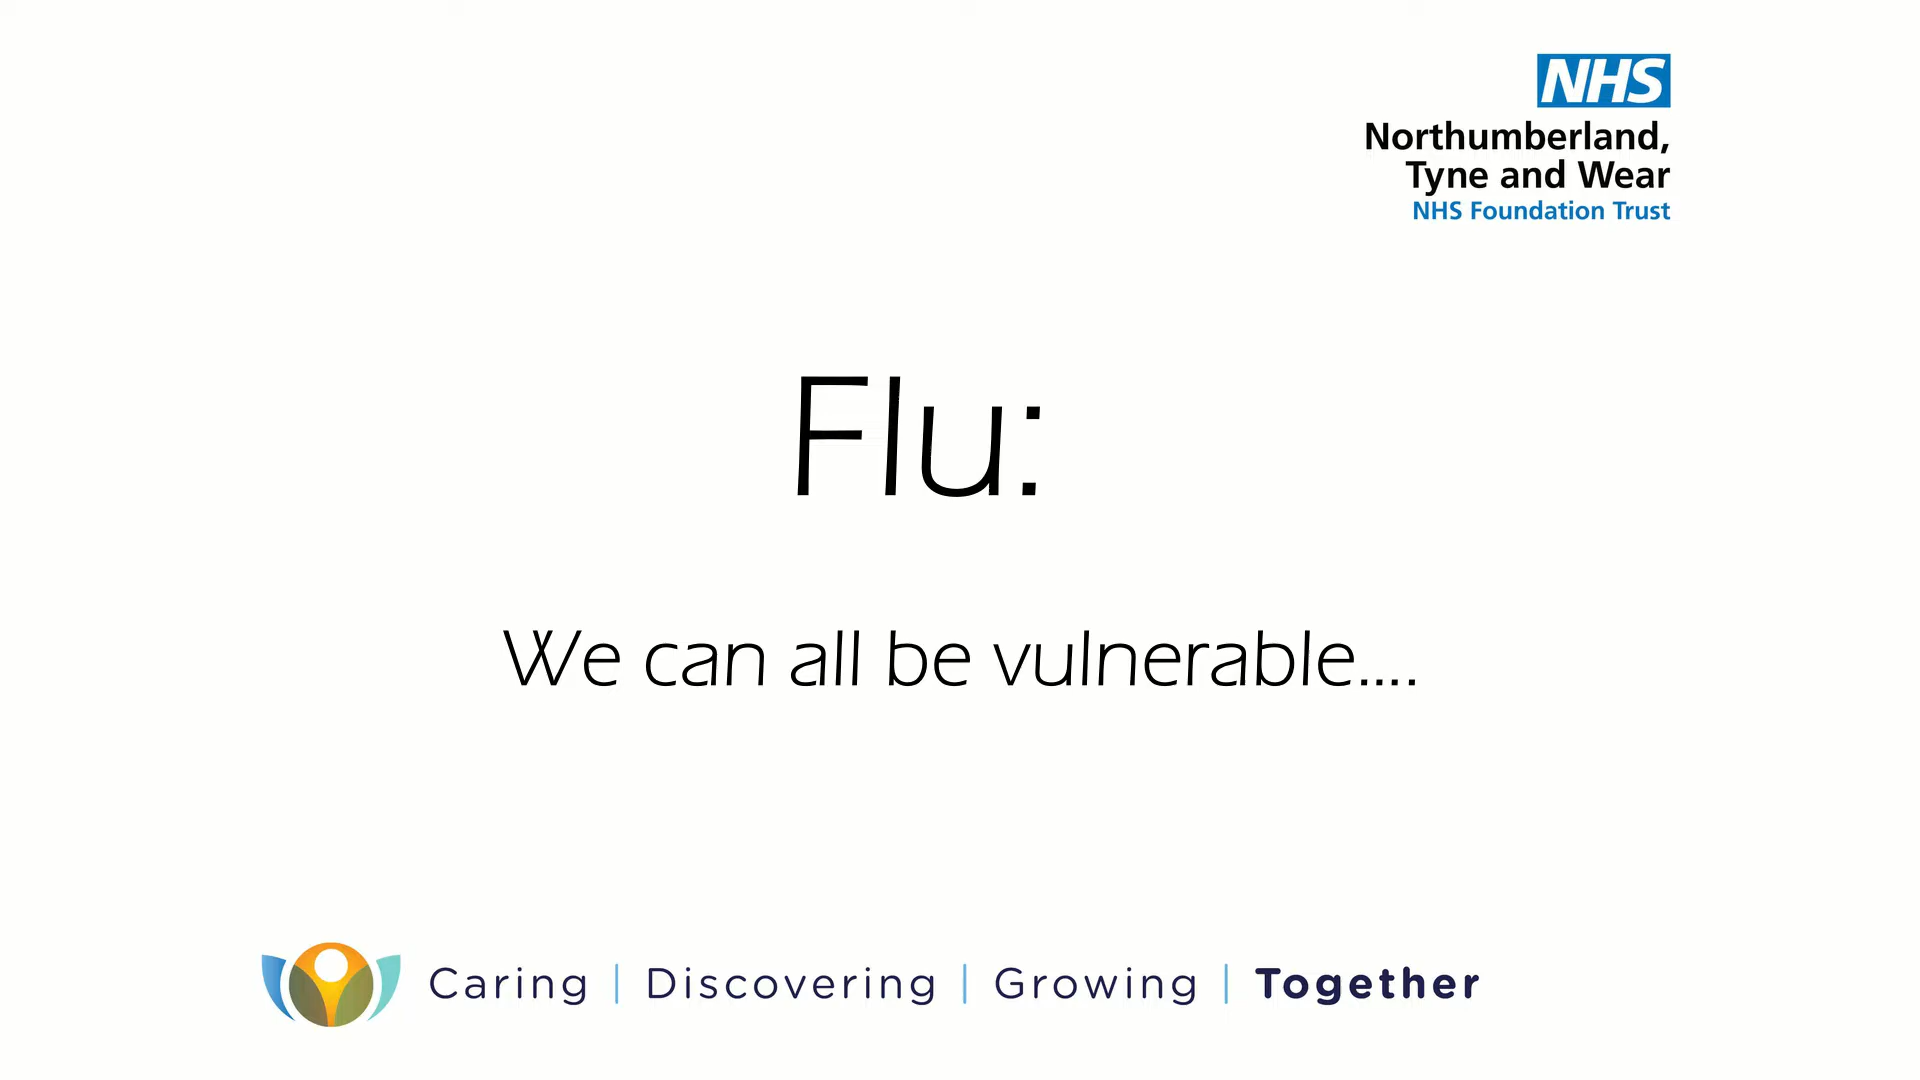 NHS
Northumberland,
Tyne and Wear
NHS Foundation Trust
Flu:
We can all be vulnerable....
Caring | Discovering | Growing | Together